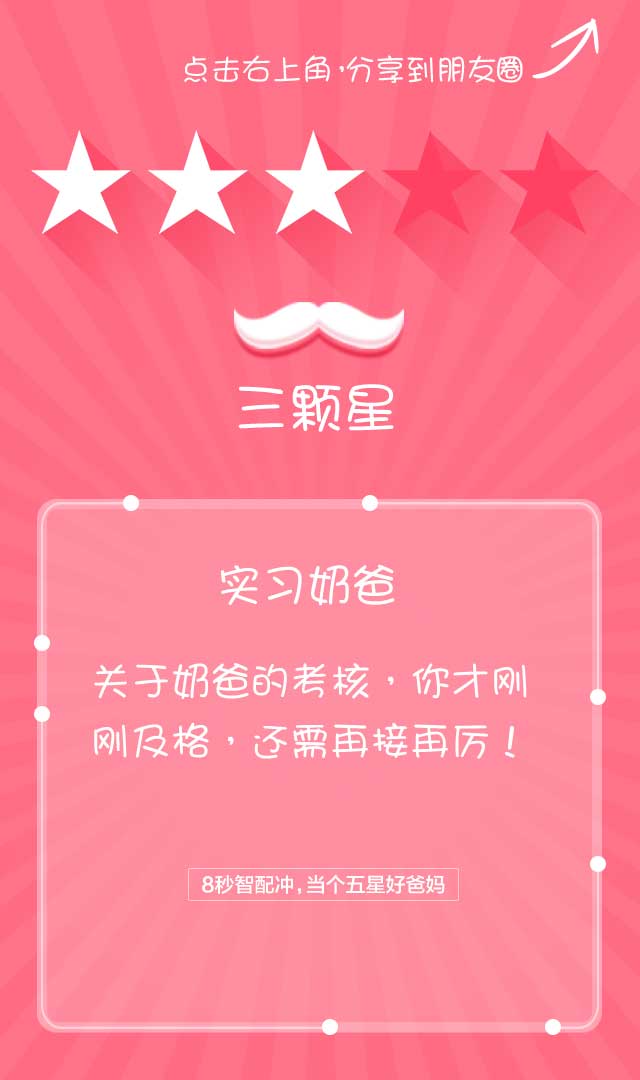 点击右上角,分享到朋友圈
三颗星
实习奶爸
关于奶爸的考核，你才刚
刚及格，还需再接再厉！
8秒智配冲,当个五星好爸妈